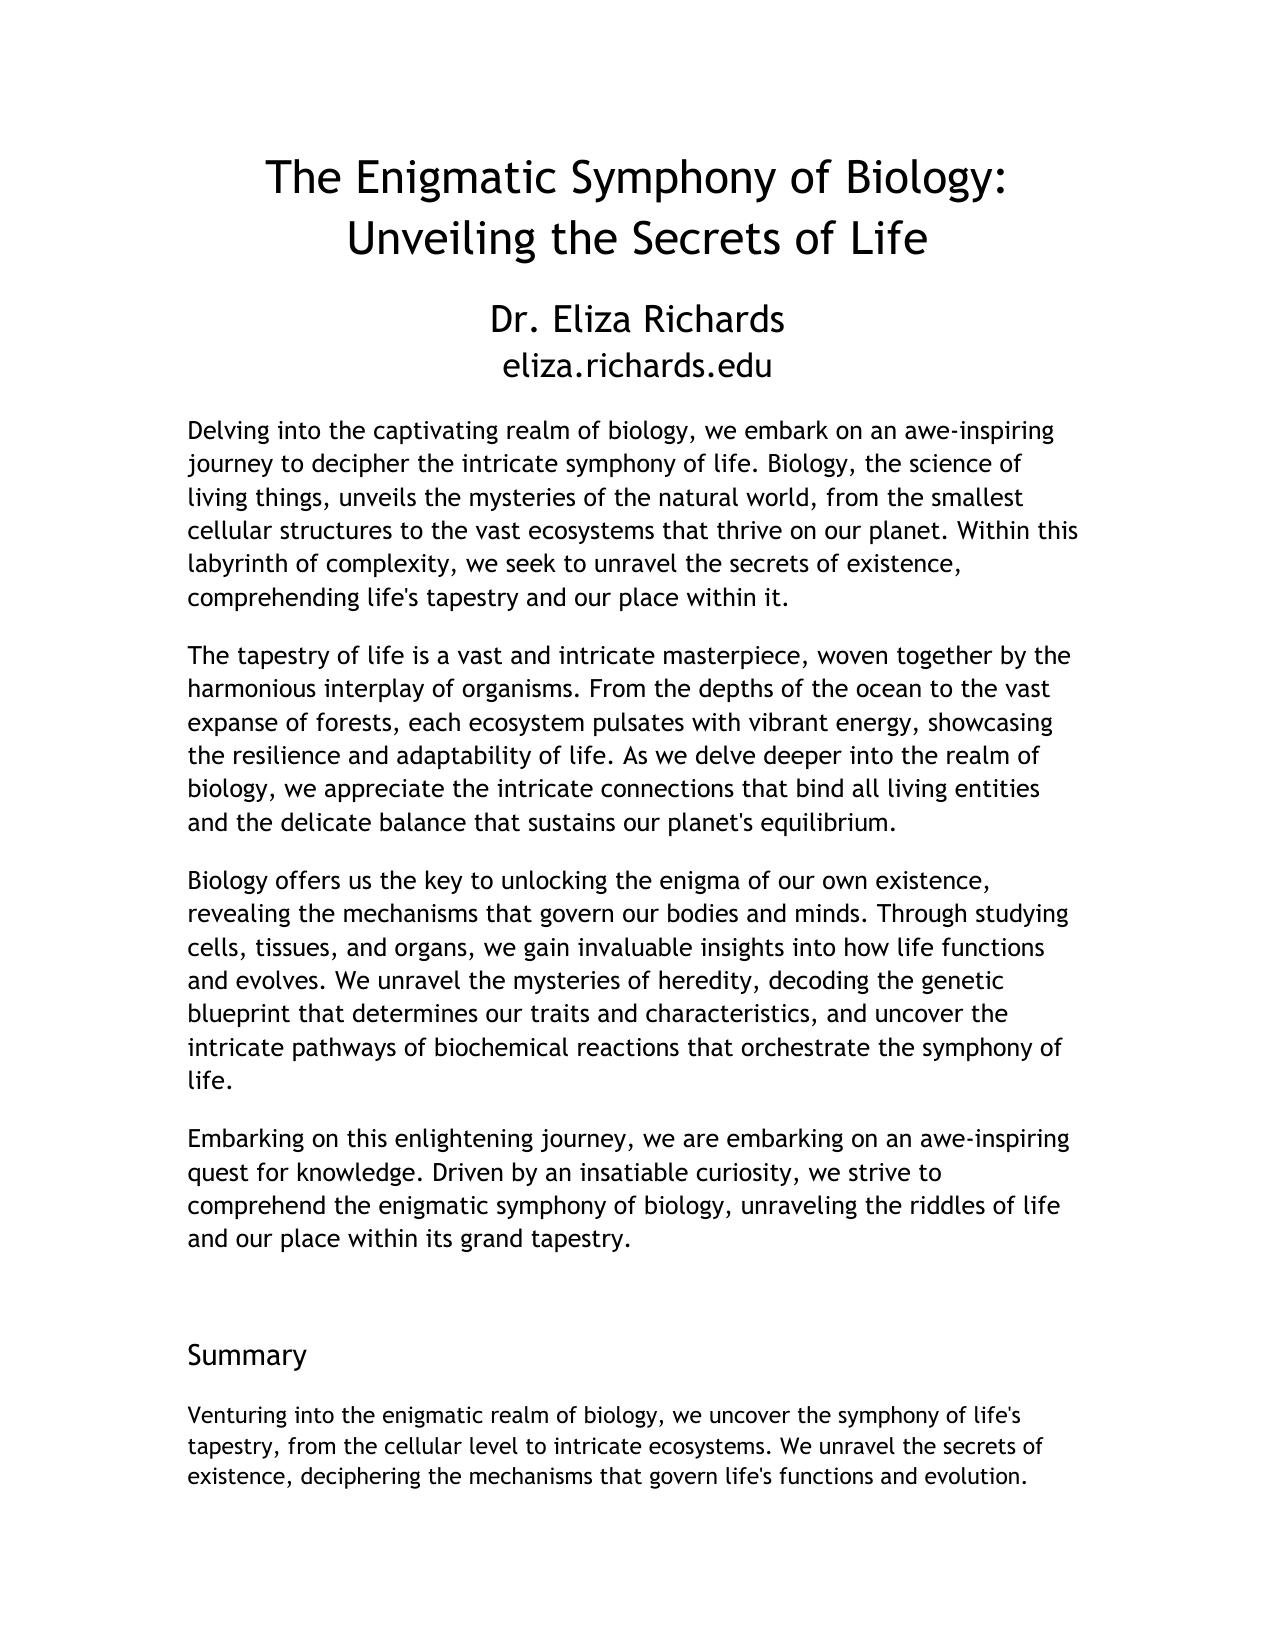 The Enigmatic Symphony of Biology:
Unveiling the Secrets of Life
Dr. Eliza Richards
eliza.richards.edu
Delving into the captivating realm of biology, we embark on an awe-inspiring
journey to decipher the intricate symphony of life. Biology, the science of
living things, unveils the mysteries of the natural world, from the smallest
cellular structures to the vast ecosystems that thrive on our planet. Within this
labyrinth of complexity, we seek to unravel the secrets of existence,
comprehending life's tapestry and our place within it.
The tapestry of life is a vast and intricate masterpiece, woven together by the
harmonious interplay of organisms. From the depths of the ocean to the vast
expanse of forests, each ecosystem pulsates with vibrant energy, showcasing
the resilience and adaptability of life. As we delve deeper into the realm of
biology, we appreciate the intricate connections that bind all living entities
and the delicate balance that sustains our planet's equilibrium.
Biology offers us the key to unlocking the enigma of our own existence,
revealing the mechanisms that govern our bodies and minds. Through studying
cells, tissues, and organs, we gain invaluable insights into how life functions
and evolves. We unravel the mysteries of heredity, decoding the genetic
blueprint that determines our traits and characteristics, and uncover the
intricate pathways of biochemical reactions that orchestrate the symphony of
life.
Embarking on this enlightening journey, we are embarking on an awe-inspiring
quest for knowledge. Driven by an insatiable curiosity, we strive to
comprehend the enigmatic symphony of biology, unraveling the riddles of life
and our place within its grand tapestry.
Summary
Venturing into the enigmatic realm of biology, we uncover the symphony of life's
tapestry, from the cellular level to intricate ecosystems. We unravel the secrets of
existence, deciphering the mechanisms that govern life's functions and evolution.